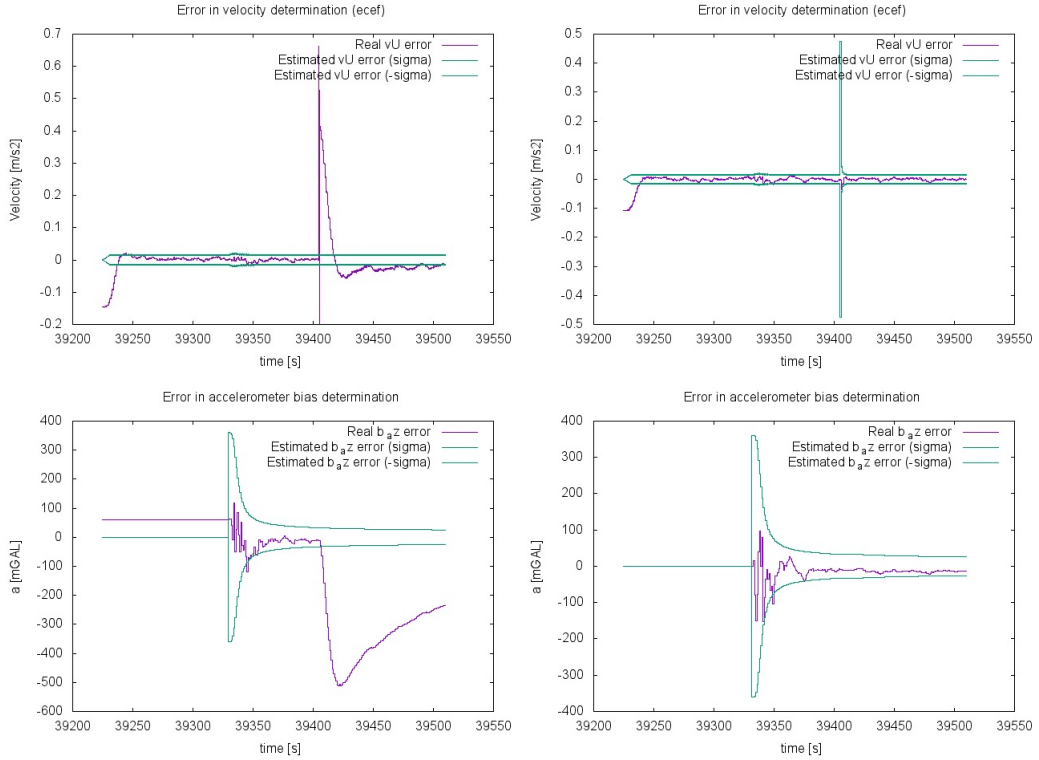 Error in velocity determination (ecef)
Velocity [m/s2]
0.7
0.6
0.5
0.4
0.3
0.2
0.1
0
-0.1
-0.2
Real vU error
Estimated vU error (sigma)
Estimated vU error (-sigma)
39200 39250 39300 39350 39400 39450 39500 39550
time [s]
Error in velocity determination (ecef)
Velocity [m/s2]
0.5
0.4
0.3
0.2
0.1
0
-0.1
-0.2
-0.3
-0.4
-0.5
Real vU error
Estimated vU error (sigma)
Estimated vU error (-sigma)
39200 39250 39300 39350 39400 39450 39500 39550
time [s]
Error in accelerometer bias determination
a [mGAL]
400
300
200
100
0
-100
-200
-300
-400
-500
-600
Real baz error
Estimated baz error (sigma)
Estimated baz error (-sigma)
39200 39250 39300 39350 39400 39450 39500 39550
time [s]
Error in accelerometer bias determination
a [mGAL]
400
300
200
100
0
-100
-200
-300
-400
Real baz error
Estimated baz error (sigma)
Estimated baz error (-sigma)
39200 39250 39300 39350 39400 39450 39500 39550
time [s]